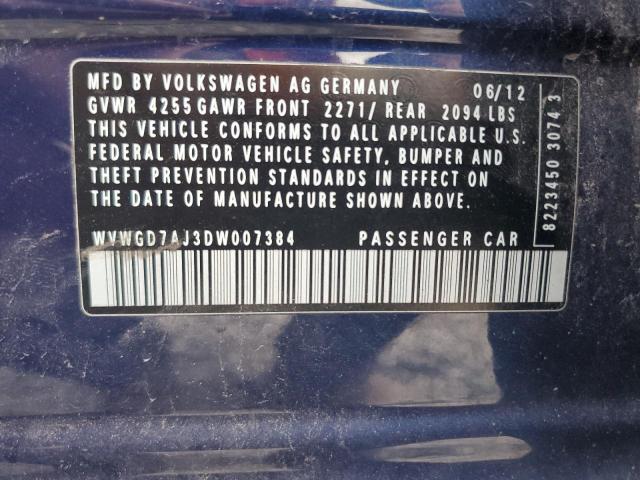 MFD BY VOLKSWAGEN AG GERMANY 06/12
GVWR 4255 GAWR FRONT 2271/ REAR 2094 LBS
THIS VEHICLE CONFORMS TO ALL APPLICABLE U.S.
FEDERAL MOTOR VEHICLE SAFETY, BUMPER AND
THEFT PREVENTION STANDARDS IN EFFECT ON
THE DATE OF MANUFACTURE SHOWN ABOVE.
WVWGD7AJ3DW007384 PASSENGER CAR
8223450 3074 3